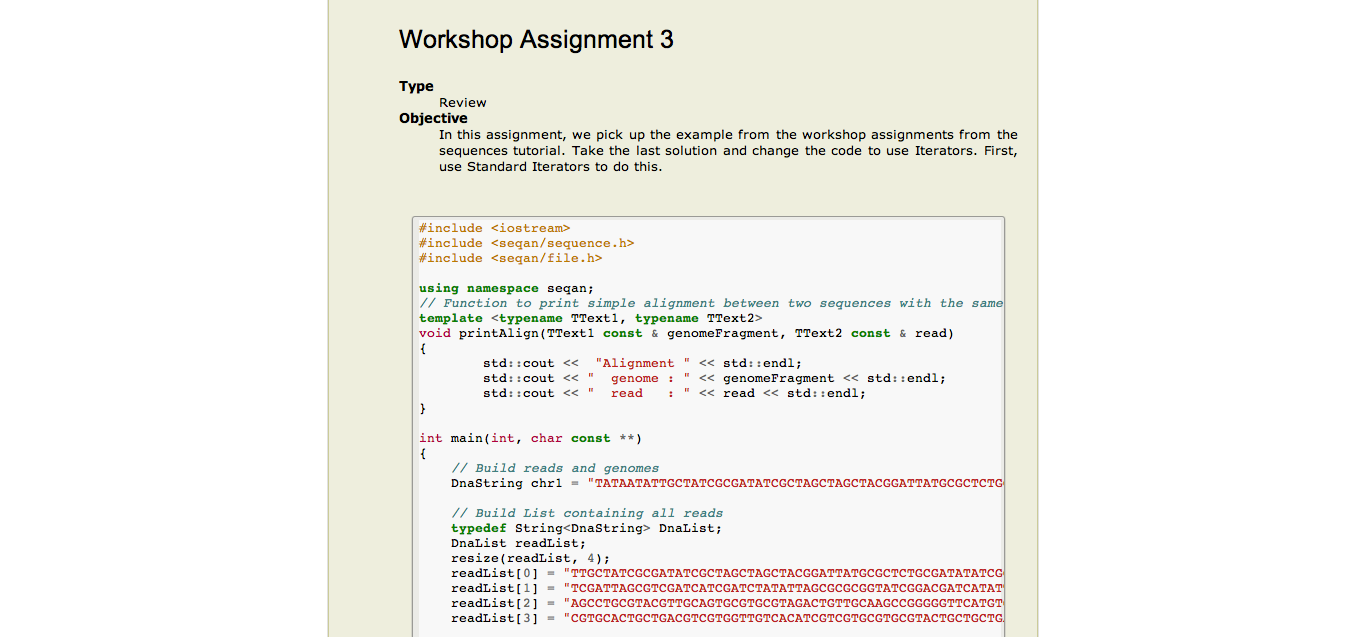 Workshop Assignment 3
Type
Review
Objective
In this assignment, we pick up the example from the workshop assignments from the
sequences tutorial. Take the last solution and change the code to use Iterators. First,
use Standard Iterators to do this.
#include <iostream>
#include <seqan/sequence.h>
#include <seqan/file.h>
using namespace seqan;
// Function to print simple alignment between two sequences with the same
template <typename TText1, typename TText2>
void printAlign(TText1 const & genomeFragment, TText2 const & read)
{
std::cout <<  "Alignment " << std::endl;
std::cout << "  genome : " << genomeFragment << std::endl;
std::cout << "  read   : " << read << std::endl;
}
int main(int, char const **)
{
// Build reads and genomes
DnaString chr1 = "TATAATATTGCTATCGCGATATCGCTAGCTAGCTACGGATTATGCGCTCTG
// Build List containing all reads
typedef String<DnaString> DnaList;
DnaList readList;
resize(readList, 4);
readList[0] = "TTGCTATCGCGATATCGCTAGCTAGCTACGGATTATGCGCTCTGCGATATATCG
readList[1] = "TCGATTAGCGTCGATCATCGATCTATATTAGCGCGCGGTATCGGACGATCATAT
readList[2] = "AGCCTGCGTACGTTGCAGTGCGTGCGTAGACTGTTGCAAGCCGGGGGTTCATGT
readList[3] = "CGTGCACTGCTGACGTCGTGGTTGTCACATCGTCGTGCGTGCGTACTGCTGCTG